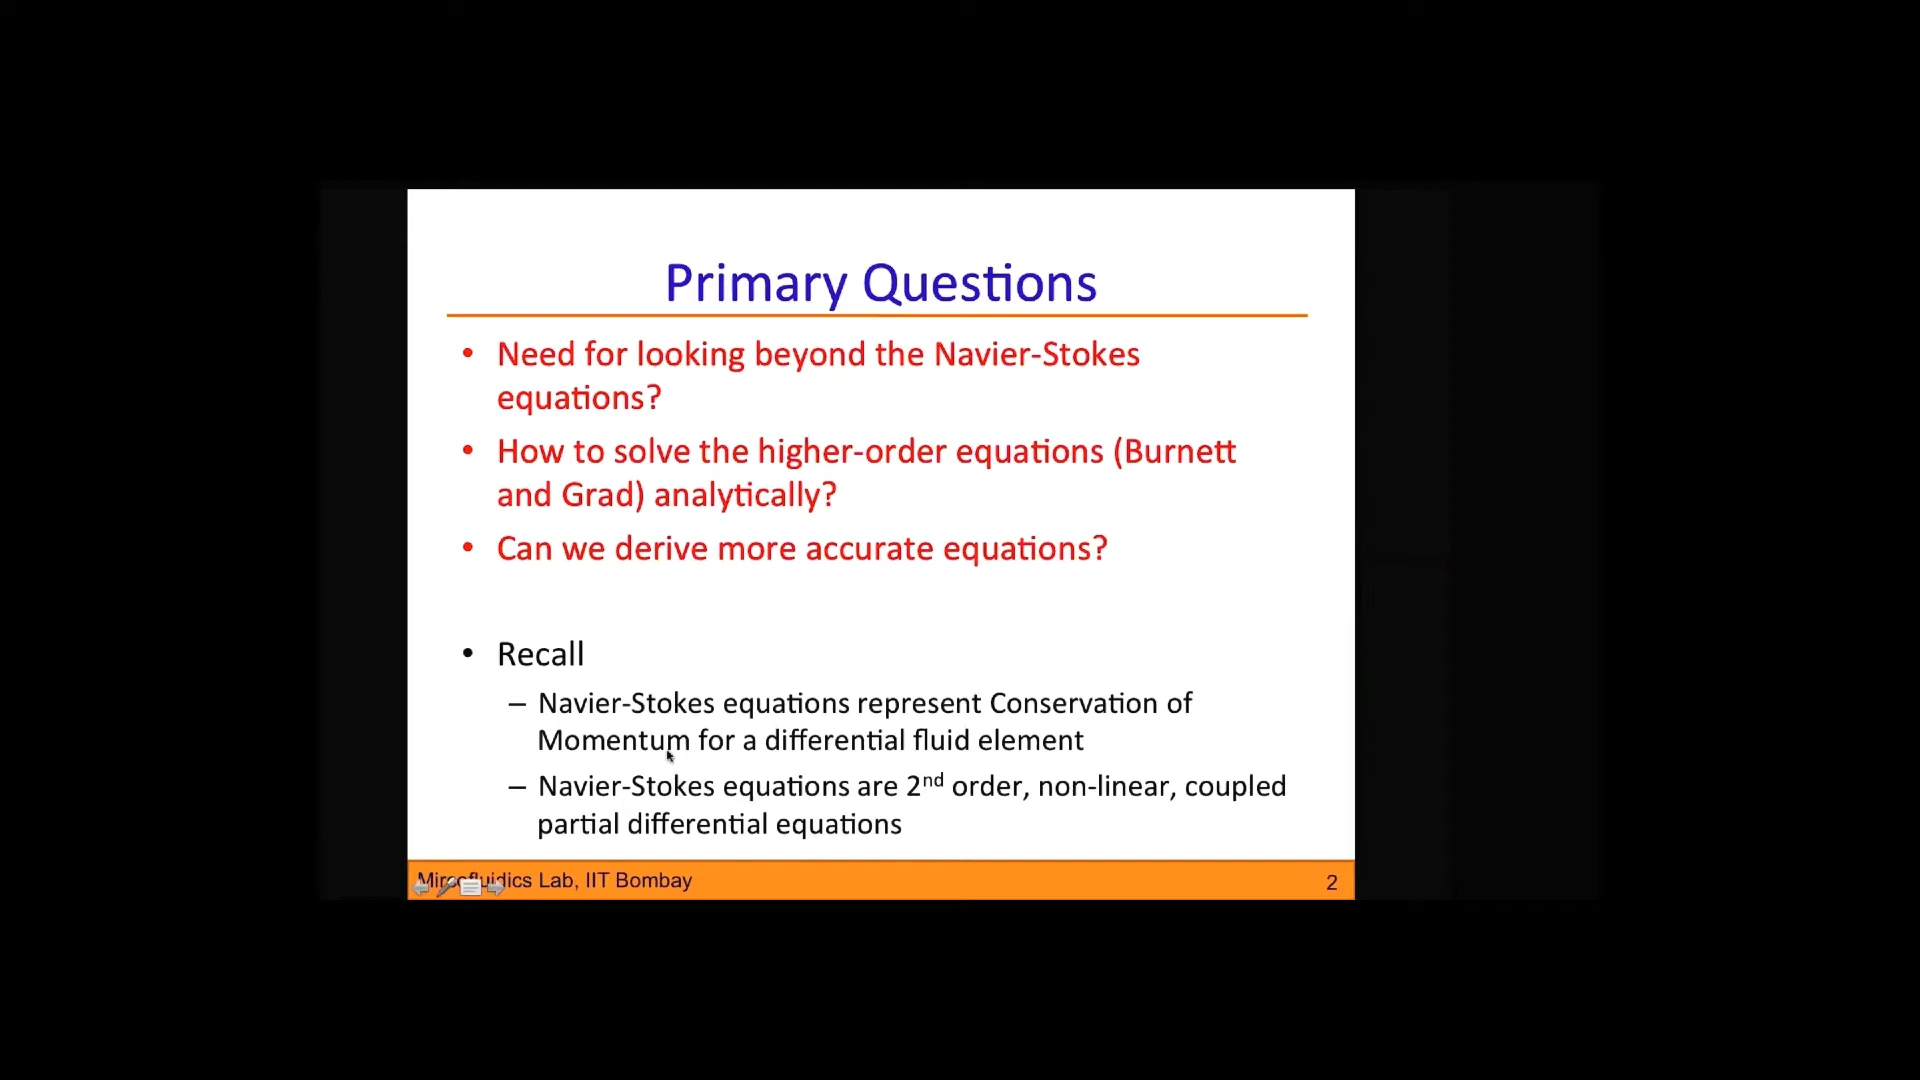 Primary Questions
• Need for looking beyond the Navier-Stokes
equations?
• How to solve the higher-order equations (Burnett
and Grad) analytically?
• Can we derive more accurate equations?
• Recall
– Navier-Stokes equations represent Conservation of
Momentum for a differential fluid element
– Navier-Stokes equations are 2nd order, non-linear, coupled
partial differential equations
Mircofluidics Lab, IIT Bombay
2